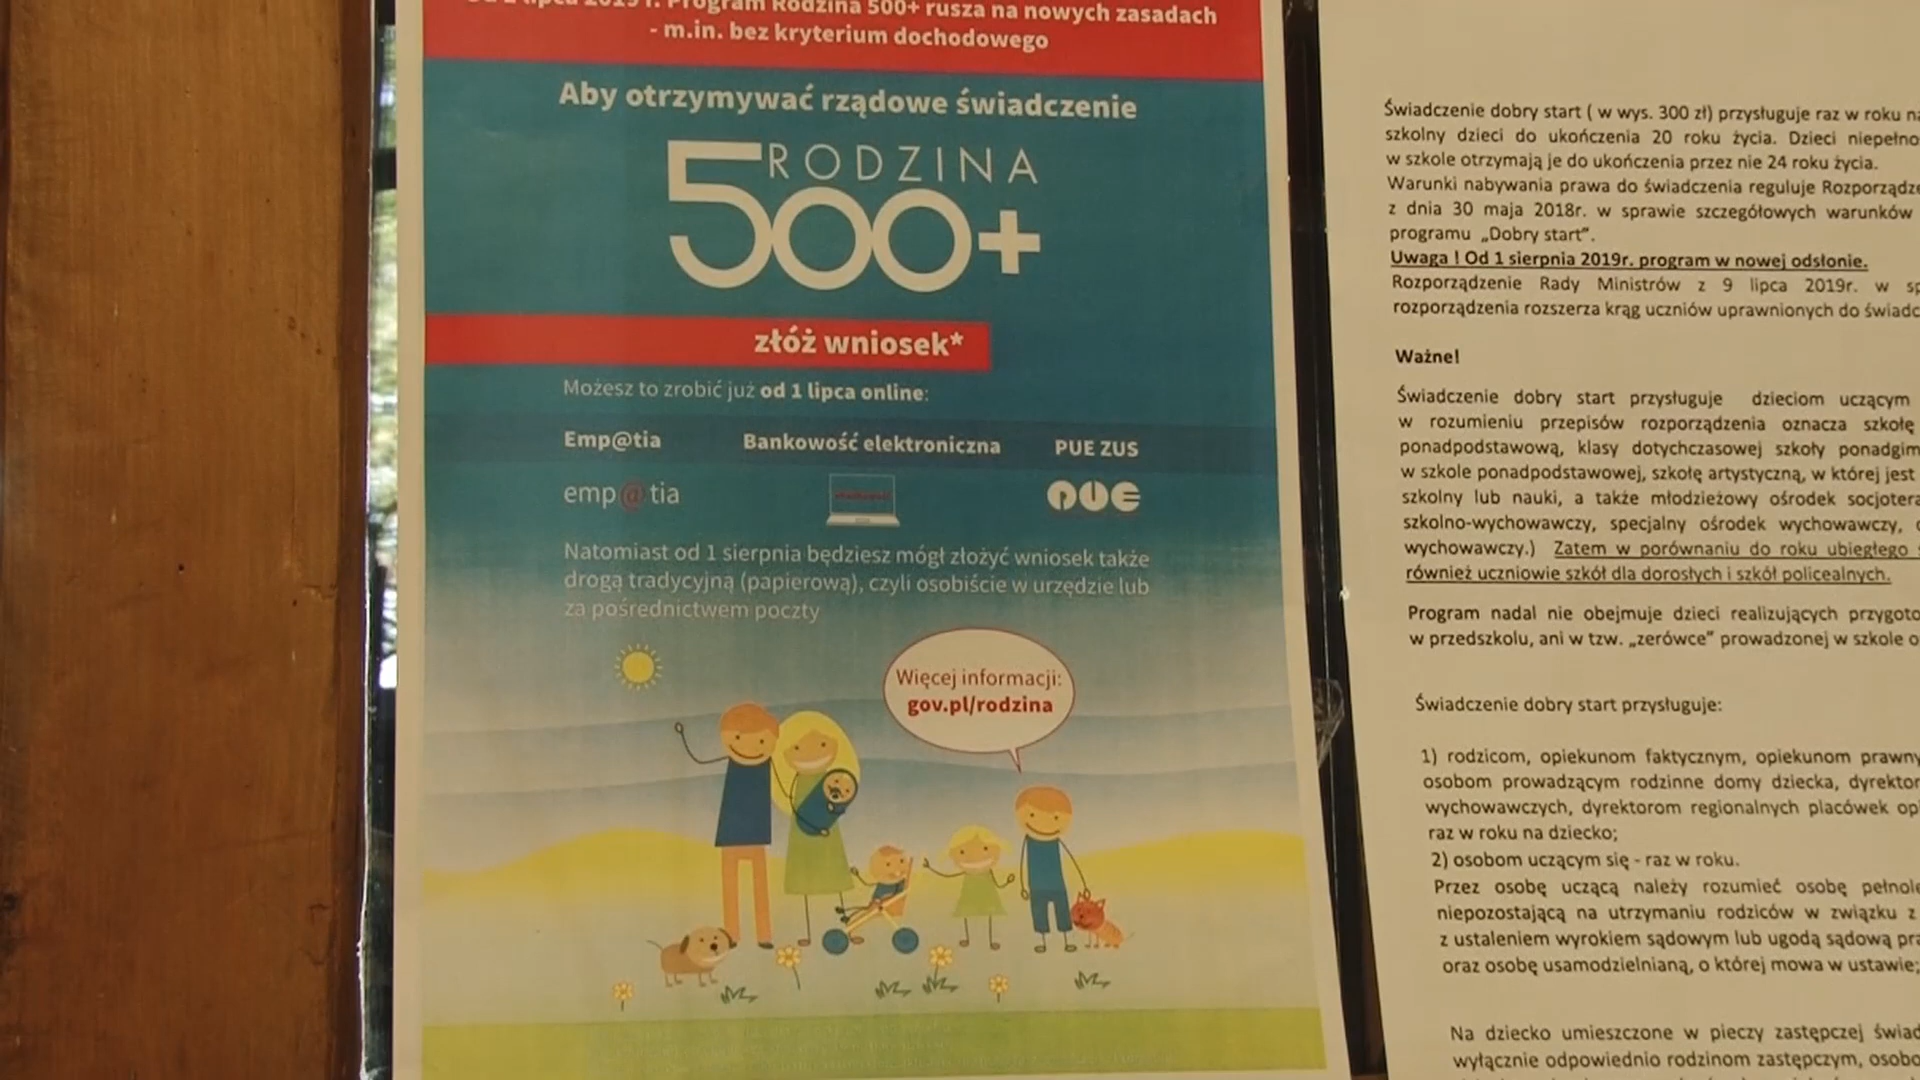 Program Rodzina 500+ rusza na nowych zasadach
- m.in. bez kryterium dochodowego
Aby otrzymywać rządowe świadczenie
RODZINA
500+
złóż wniosek*
Możesz to zrobić już od 1 lipca online:
Emp@tia Bankowość elektroniczna PUE ZUS
emp@tia PUE
Natomiast od 1 sierpnia będziesz mógł złożyć wniosek także
drogą tradycyjną (papierową), czyli osobiście w urzędzie lub
za pośrednictwem poczty
Więcej informacji:
gov.pl/rodzina
Świadczenie dobry start ( w wys. 300 zł) przysługuje raz w roku
szkolny dzieci do ukończenia 20 roku życia. Dzieci
w szkole otrzymają je do ukończenia przez nie 24 roku życia.
Warunki nabywania prawa do świadczenia reguluje
z dnia 30 maja 2018r. w sprawie szczegółowych warunków
programu „Dobry start".
Uwaga ! Od 1 sierpnia 2019r. program w nowej odsłonie.
Rozporządzenie Rady Ministrów z 9 lipca 2019r. w
rozporządzenia rozszerza krąg uczniów uprawnionych do
Ważne!
Świadczenie dobry start przysługuje dzieciom uczącym
w rozumieniu przepisów rozporządzenia oznacza szkołę
ponadpodstawową, klasy dotychczasowej szkoły
w szkole ponadpodstawowej, szkołę artystyczną, w której jest
szkolny lub nauki, a także młodzieżowy ośrodek
szkolno-wychowawczy, specjalny ośrodek wychowawczy,
wychowawczy.) Zatem w porównaniu do roku ubiegłego
również uczniowie szkół dla dorosłych i szkół policealnych.
Program nadal nie obejmuje dzieci realizujących
w przedszkolu, ani w tzw. „zerówce" prowadzonej w szkole
Świadczenie dobry start przysługuje:
1) rodzicom, opiekunom faktycznym, opiekunom
osobom prowadzącym rodzinne domy dziecka,
wychowawczych, dyrektorom regionalnych placówek
raz w roku na dziecko;
2) osobom uczącym się - raz w roku.
Przez osobę uczącą należy rozumieć osobę
niepozostającą na utrzymaniu rodziców w związku z
z ustaleniem wyrokiem sądowym lub ugodą sądową
oraz osobę usamodzielnianą, o której mowa w ustawie;
Na dziecko umieszczone w pieczy zastępczej
wyłącznie odpowiednio rodzinom zastępczym,